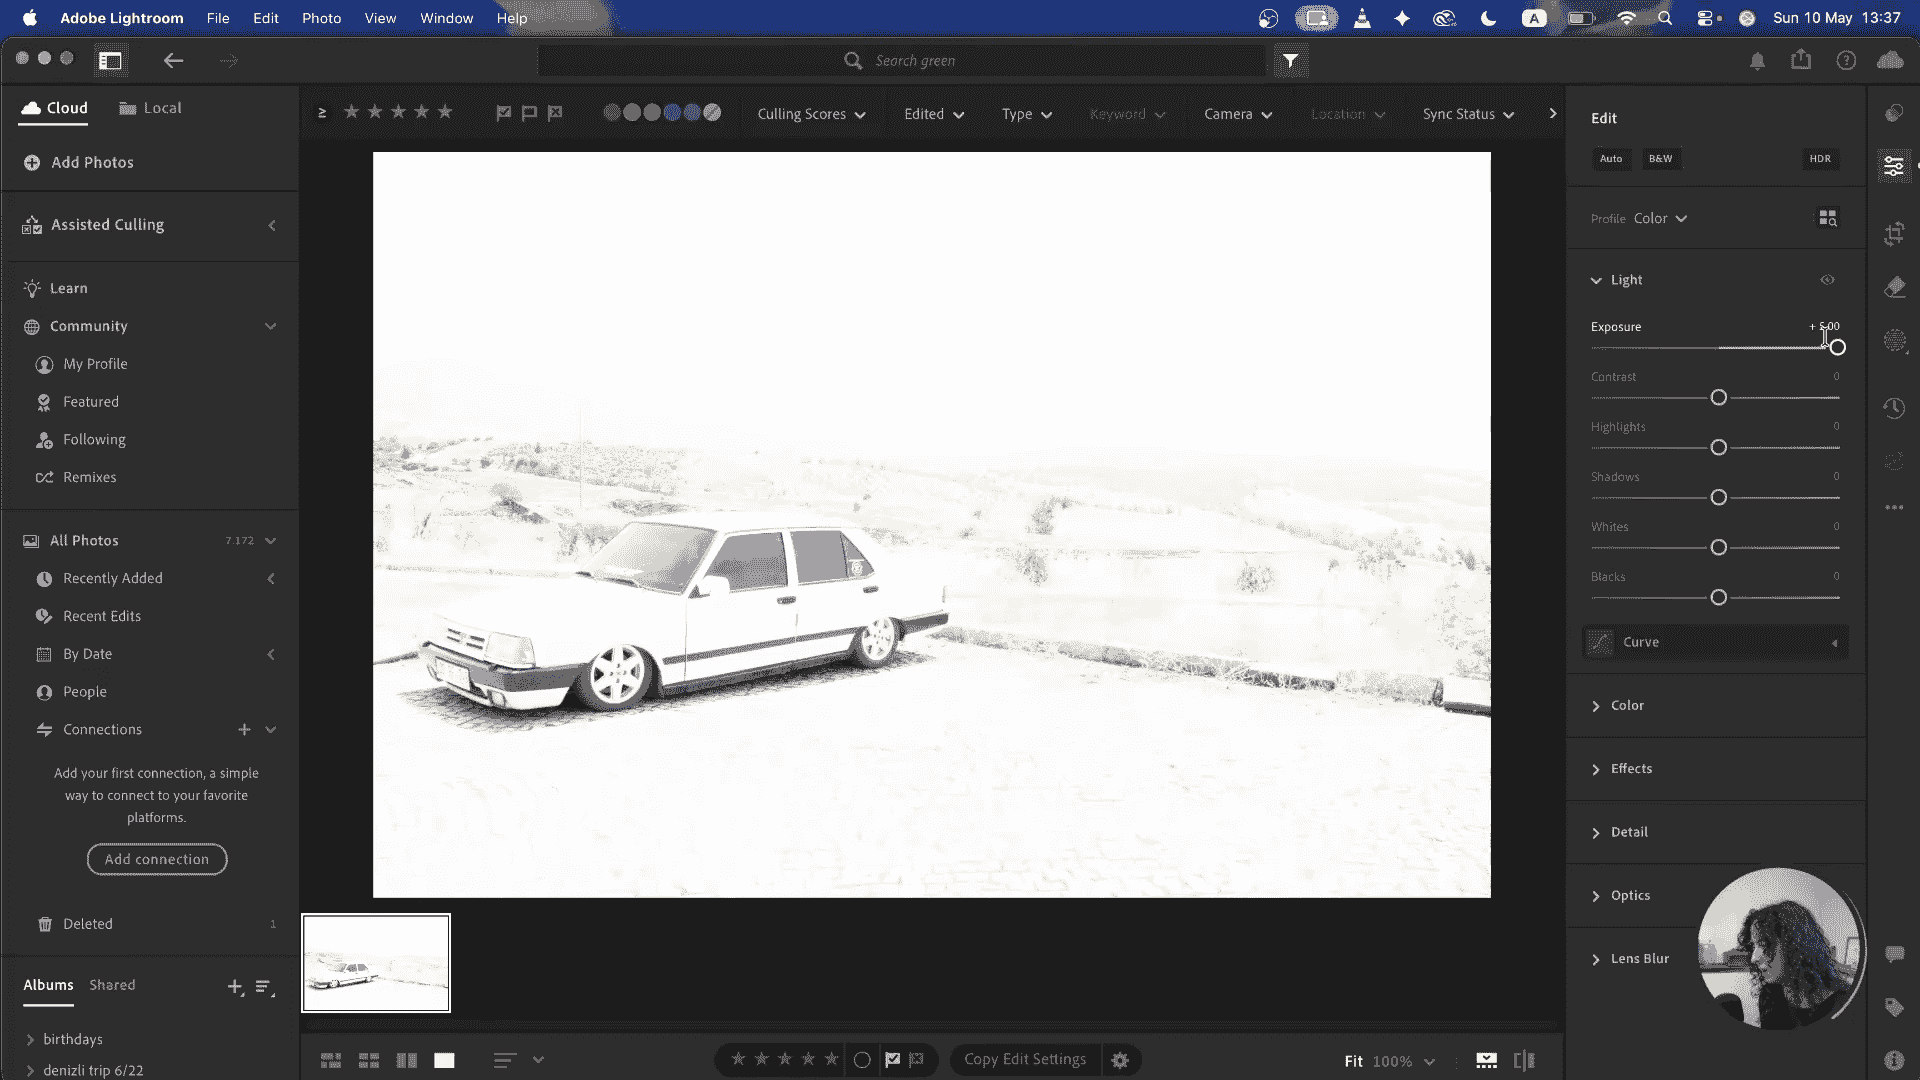 Adobe Lightroom File Edit Photo View Window Help A Sun 10 May 13:37
Search green
Cloud Local
≥ Culling Scores Edited Type Keyword Camera Location Sync Status
Add Photos
Assisted Culling
Learn
Community
My Profile
Featured
Following
Remixes
All Photos 7.172
Recently Added
Recent Edits
By Date
People
Connections
Add your first connection, a simple
way to connect to your favorite
platforms.
Add connection
Deleted 1
Albums Shared
birthdays
denizli trip 6/22
Edit
Auto B&W HDR
Profile Color
Light
Exposure
Contrast 0
Highlights 0
Shadows 0
Whites 0
Blacks 0
Curve
Color
Effects
Detail
Optics
Lens Blur
Copy Edit Settings
Fit 100%